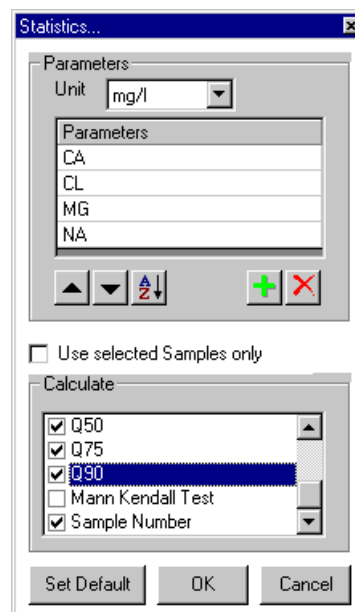 Statistics...
Parameters
Unit mg/l
Parameters
CA
CL
MG
NA
A
Z
Use selected Samples only
Calculate
Q50
Q75
Q90
Mann Kendall Test
Sample Number
Set Default OK Cancel